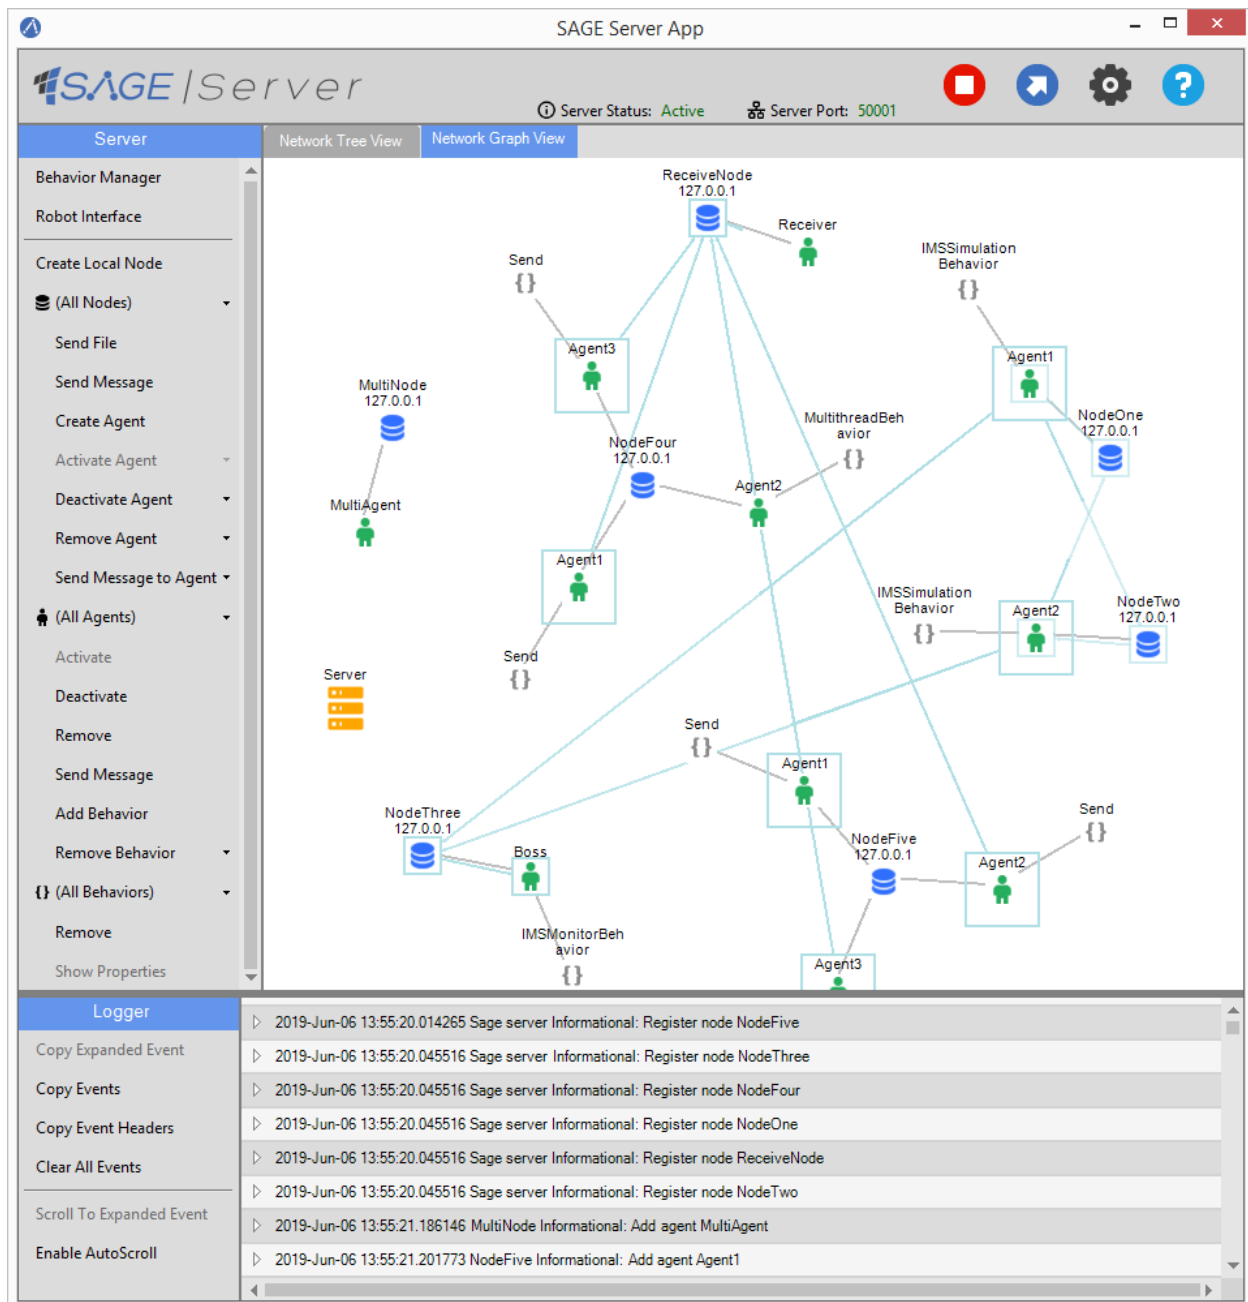 SAGE Server App
SAGE | Server
Server Status: Active
Server Port: 50001
Server
Network Tree View
Network Graph View
Behavior Manager
Robot Interface
Create Local Node
(All Nodes)
Send File
Send Message
Create Agent
Activate Agent
Deactivate Agent
Remove Agent
Send Message to Agent
(All Agents)
Activate
Deactivate
Remove
Send Message
Add Behavior
Remove Behavior
{} (All Behaviors)
Remove
Show Properties
ReceiveNode
127.0.0.1
Receiver
Send
{}
IMSSimulation
Behavior
{}
Agent3
Agent1
MultiNode
127.0.0.1
NodeOne
127.0.0.1
MultithreadBeh
avior
{}
NodeFour
127.0.0.1
Agent2
MultiAgent
Agent1
IMSSimulation
Behavior
{}
Agent2
NodeTwo
127.0.0.1
Send
{}
Server
Send
{}
Agent1
NodeThree
127.0.0.1
Send
{}
NodeFive
127.0.0.1
Boss
Agent2
IMSMonitorBeh
avior
{}
Agent3
Logger
Copy Expanded Event
Copy Events
Copy Event Headers
Clear All Events
Scroll To Expanded Event
Enable AutoScroll
2019-Jun-06 13:55:20.014265 Sage server Informational: Register node NodeFive
2019-Jun-06 13:55:20.045516 Sage server Informational: Register node NodeThree
2019-Jun-06 13:55:20.045516 Sage server Informational: Register node NodeFour
2019-Jun-06 13:55:20.045516 Sage server Informational: Register node NodeOne
2019-Jun-06 13:55:20.045516 Sage server Informational: Register node ReceiveNode
2019-Jun-06 13:55:20.045516 Sage server Informational: Register node NodeTwo
2019-Jun-06 13:55:21.186146 MultiNode Informational: Add agent MultiAgent
2019-Jun-06 13:55:21.201773 NodeFive Informational: Add agent Agent1